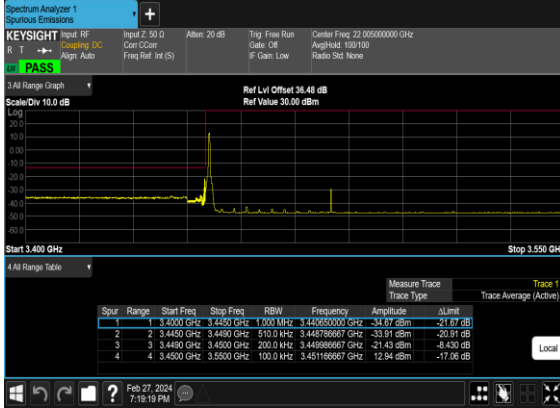 Spectrum Analyzer 1
Spurious Emissions
+
KEYSIGHT Input: RF
R T Coupling: DC
Align: Auto
LXI PASS
Input Z: 50 Ω
Corr CCorr
Freq Ref: Int (S)
Atten: 20 dB
Trig: Free Run
Gate: Off
IF Gain: Low
Center Freq: 22.005000000 GHz
Avg|Hold: 100/100
Radio Std: None
3 All Range Graph
Ref Lvl Offset 36.48 dB
Scale/Div 10.0 dB Ref Value 30.00 dBm
Log
20.0
10.0
0.00
-10.0
-20.0
-30.0
-40.0
-50.0
-60.0
Start 3.400 GHz Stop 3.550 GH
4 All Range Table
Measure Trace Trace 1
Trace Type Trace Average (Active)
Spur Range Start Freq Stop Freq RBW Frequency Amplitude ΔLimit
1 1 3.4000 GHz 3.4450 GHz 1.000 MHz 3.440650000 GHz -34.67 dBm -21.67 dB
2 2 3.4450 GHz 3.4490 GHz 510.0 kHz 3.448786667 GHz -33.91 dBm -20.91 dB
3 3 3.4490 GHz 3.4500 GHz 200.0 kHz 3.449986667 GHz -21.43 dBm -8.430 dB
4 4 3.4500 GHz 3.5500 GHz 100.0 kHz 3.451166667 GHz 12.94 dBm -17.06 dB
Local
?
Feb 27, 2024
7:19:19 PM